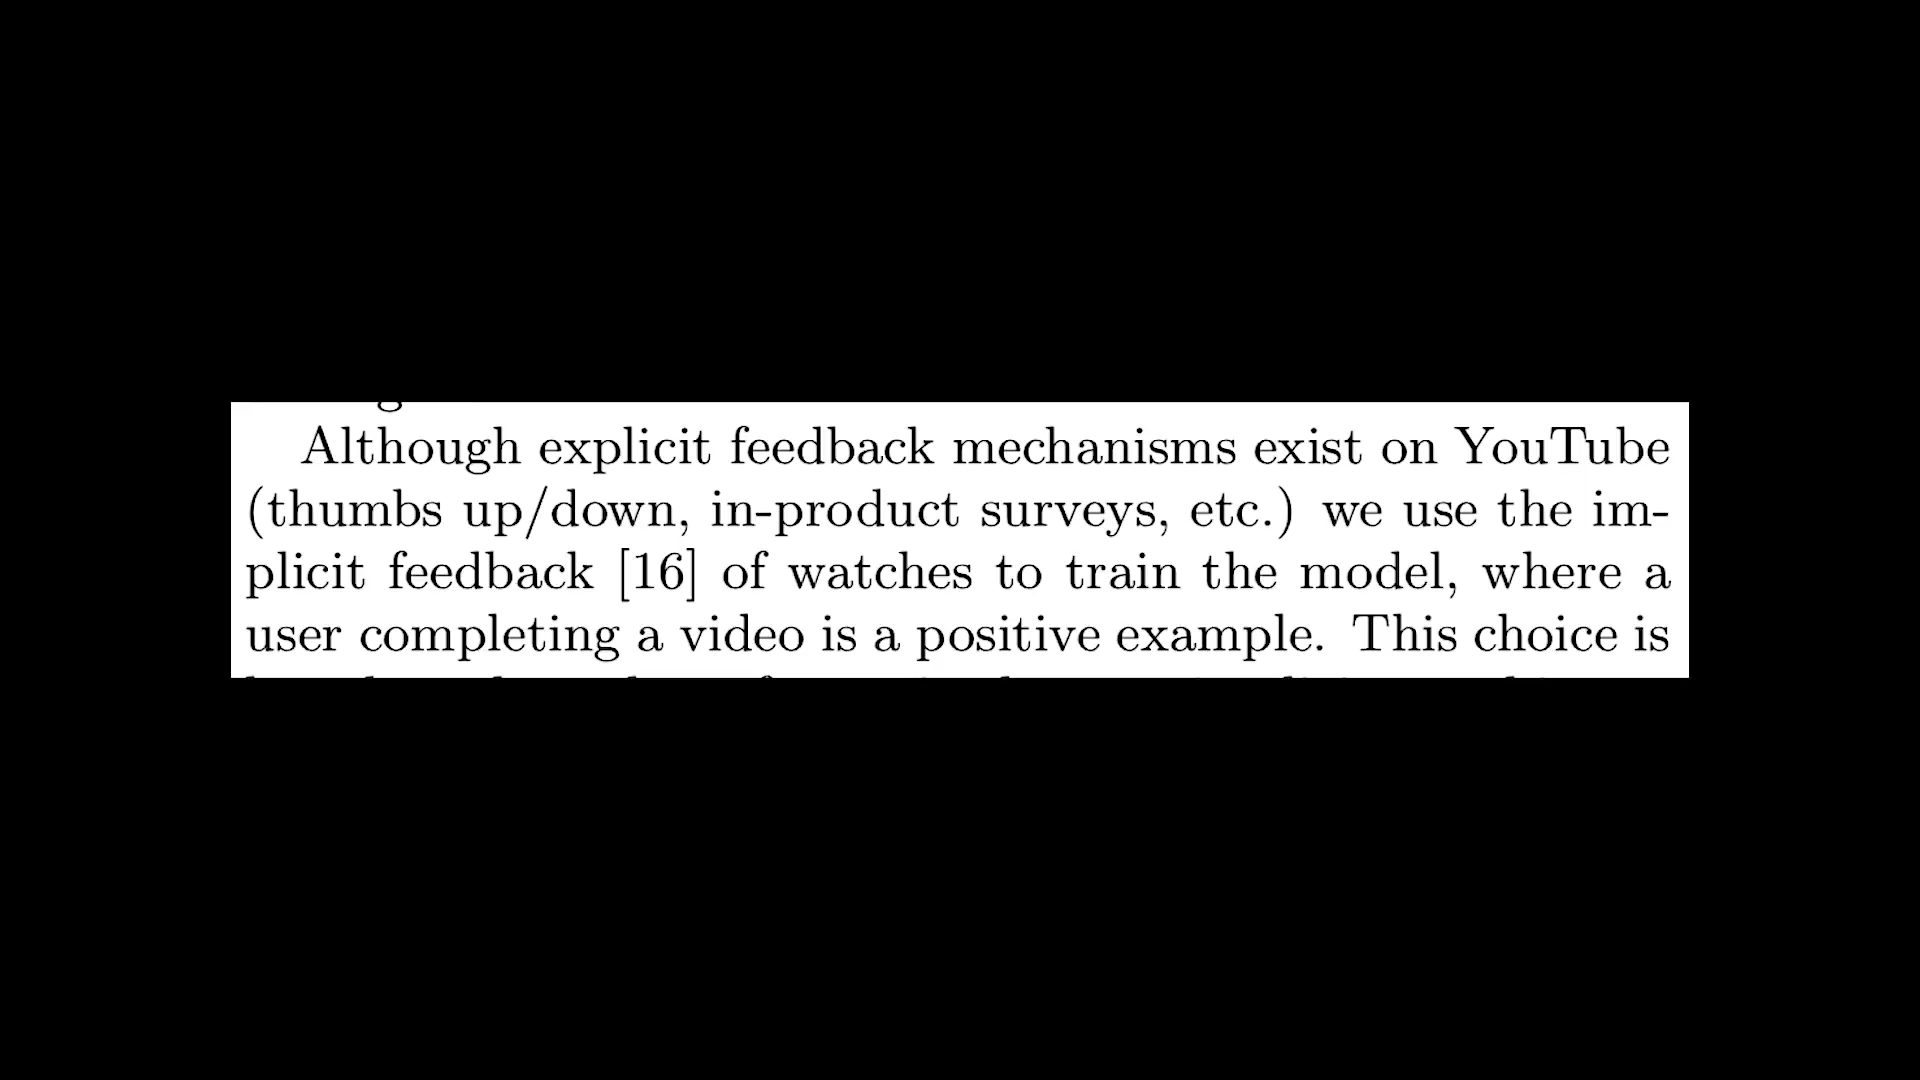 Although explicit feedback mechanisms exist on YouTube
(thumbs up/down, in-product surveys, etc.) we use the im-
plicit feedback [16] of watches to train the model, where a
user completing a video is a positive example. This choice is